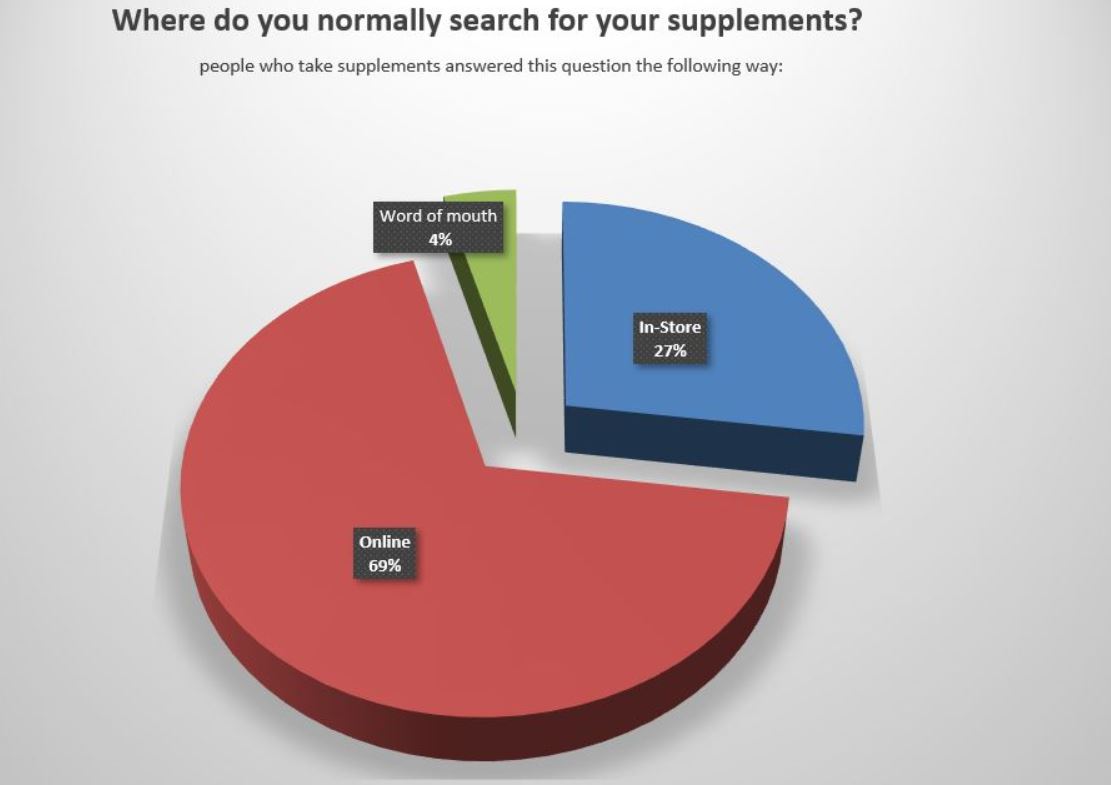 Where do you normally search for your supplements?
people who take supplements answered this question the following way:
Word of mouth
4%
In-Store
27%
Online
69%